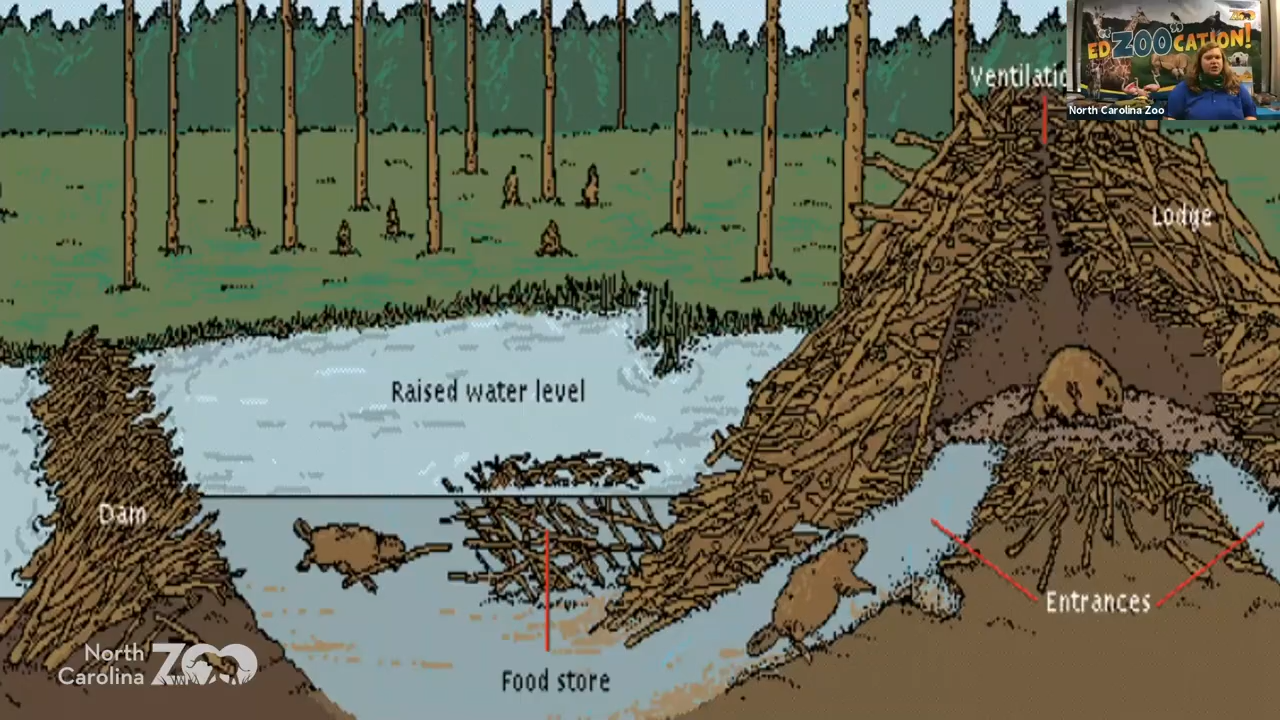 EDZOOCATION!
North Carolina Zoo
Ventilatio
Lodge
Raised water level
Dam
Entrances
Food store
North
Carolina ZOO